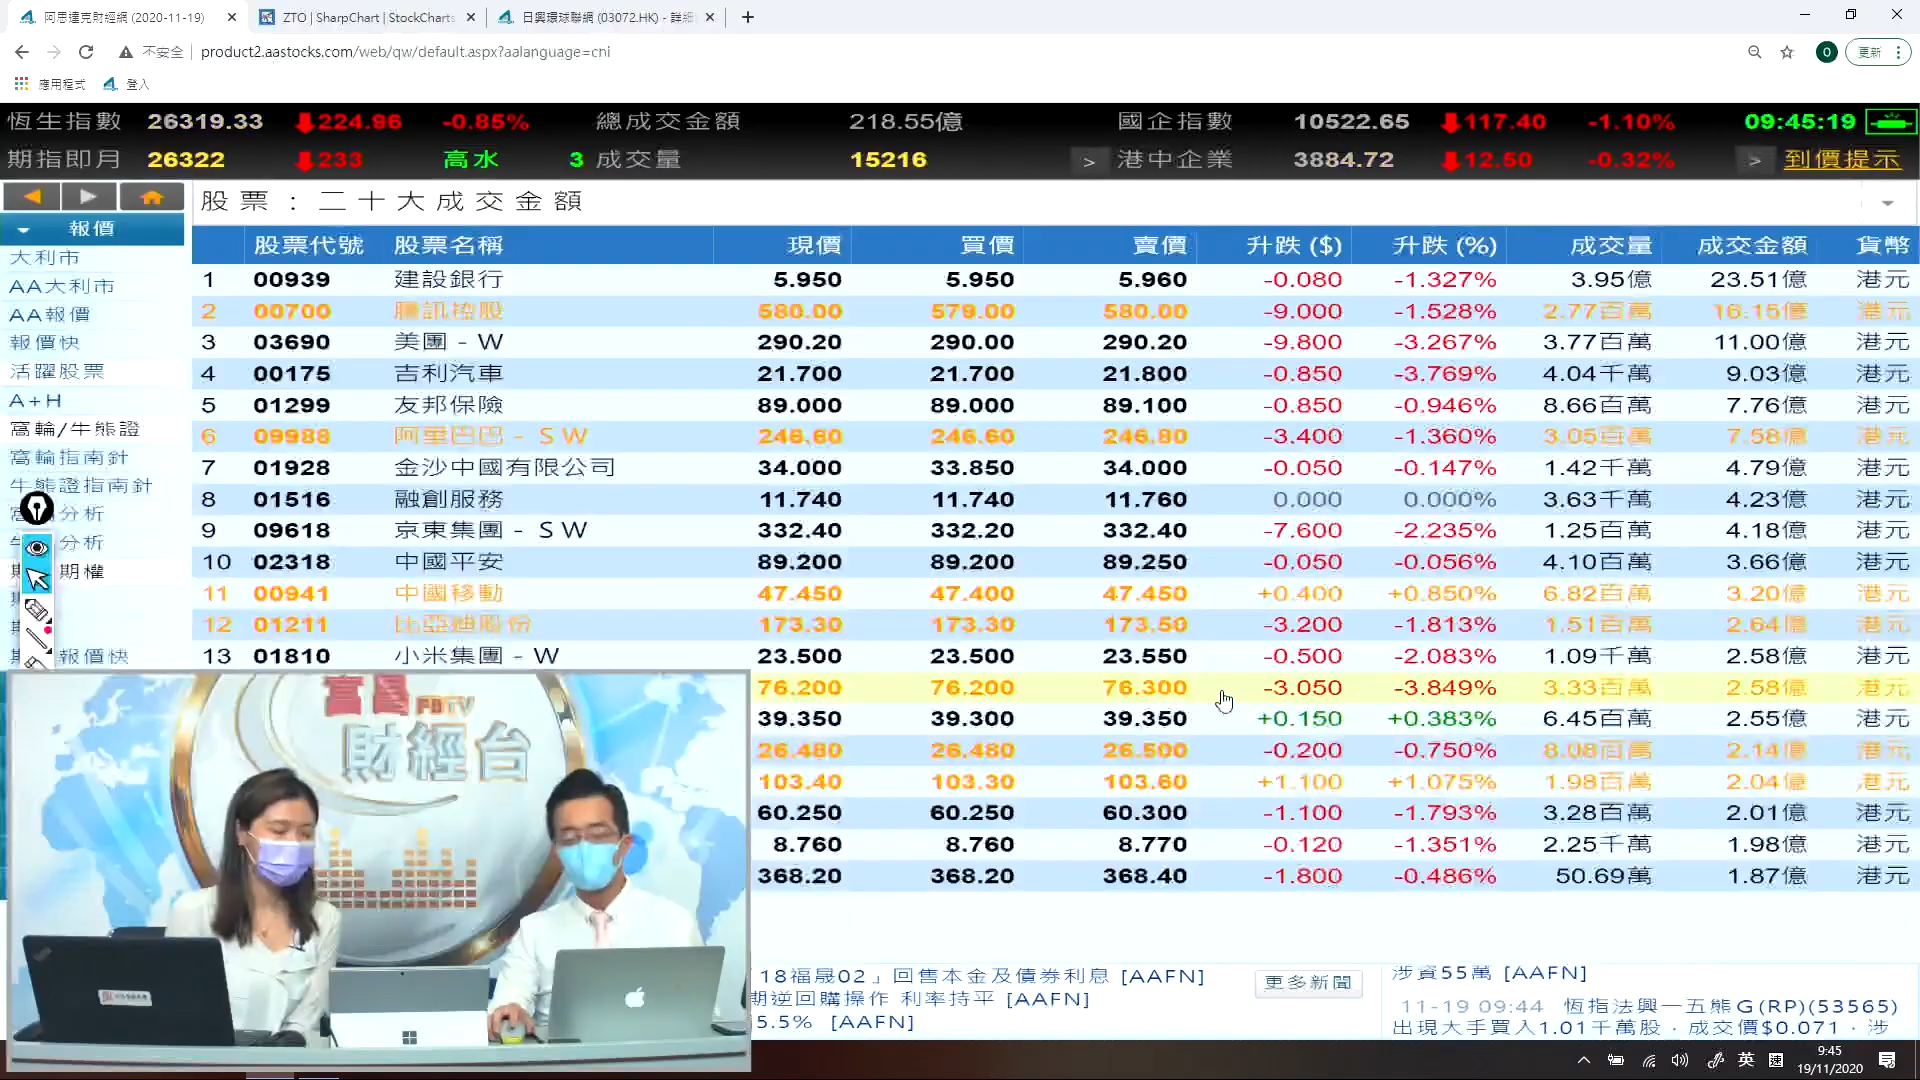 阿思達克財經網 (2020-11-19)
ZTO | SharpChart | StockCharts
日興環球聯網 (03072.HK) - 詳細
不安全 product2.aastocks.com/web/qw/default.aspx?aalanguage=chi
O 更新
應用程式 登入
恆生指數 26319.33 224.96 -0.85% 總成交金額 218.55億 國企指數 10522.65 117.40 -1.10% 09:45:19
期指即月 26322 233 高水 3 成交量 15216 > 港中企業 3884.72 12.50 -0.32% > 到價提示
股票：二十大成交金額
報價
大利市
AA大利市
AA報價
報價快
活躍股票
A+H
窩輪/牛熊證
窩輪指南針
牛熊證指南針
分析
分析
期權
報價快
股票代號 股票名稱 現價 買價 賣價 升跌 ($) 升跌 (%) 成交量 成交金額 貨幣
1 00939 建設銀行 5.950 5.950 5.960 -0.080 -1.327% 3.95億 23.51億 港元
2 00700 騰訊控股 580.00 579.00 580.00 -9.000 -1.528% 2.77百萬 16.15億 港元
3 03690 美團 - W 290.20 290.00 290.20 -9.800 -3.267% 3.77百萬 11.00億 港元
4 00175 吉利汽車 21.700 21.700 21.800 -0.850 -3.769% 4.04千萬 9.03億 港元
5 01299 友邦保險 89.000 89.000 89.100 -0.850 -0.946% 8.66百萬 7.76億 港元
6 09988 阿里巴巴 - SW 246.60 246.60 246.80 -3.400 -1.360% 3.05百萬 7.58億 港元
7 01928 金沙中國有限公司 34.000 33.850 34.000 -0.050 -0.147% 1.42千萬 4.79億 港元
8 01516 融創服務 11.740 11.740 11.760 0.000 0.000% 3.63千萬 4.23億 港元
9 09618 京東集團 - SW 332.40 332.20 332.40 -7.600 -2.235% 1.25百萬 4.18億 港元
10 02318 中國平安 89.200 89.200 89.250 -0.050 -0.056% 4.10百萬 3.66億 港元
11 00941 中國移動 47.450 47.400 47.450 +0.400 +0.850% 6.82百萬 3.20億 港元
12 01211 比亞迪股份 173.30 173.30 173.50 -3.200 -1.813% 1.51百萬 2.64億 港元
13 01810 小米集團 - W 23.500 23.500 23.550 -0.500 -2.083% 1.09千萬 2.58億 港元
76.200 76.200 76.300 -3.050 -3.849% 3.33百萬 2.58億 港元
39.350 39.300 39.350 +0.150 +0.383% 6.45百萬 2.55億 港元
26.480 26.480 26.500 -0.200 -0.750% 8.08百萬 2.14億 港元
103.40 103.30 103.60 +1.100 +1.075% 1.98百萬 2.04億 港元
60.250 60.250 60.300 -1.100 -1.793% 3.28百萬 2.01億 港元
8.760 8.760 8.770 -0.120 -1.351% 2.25千萬 1.98億 港元
368.20 368.20 368.40 -1.800 -0.486% 50.69萬 1.87億 港元
富昌 FBTV
財經台
「18福晟02」回售本金及債券利息 [AAFN]
期逆回購操作 利率持平 [AAFN]
5.5% [AAFN]
更多新聞
涉資55萬 [AAFN]
11-19 09:44 恆指法興一五熊G(RP)(53565)
出現大手買入1.01千萬股，成交價$0.071，涉
英
9:45
19/11/2020